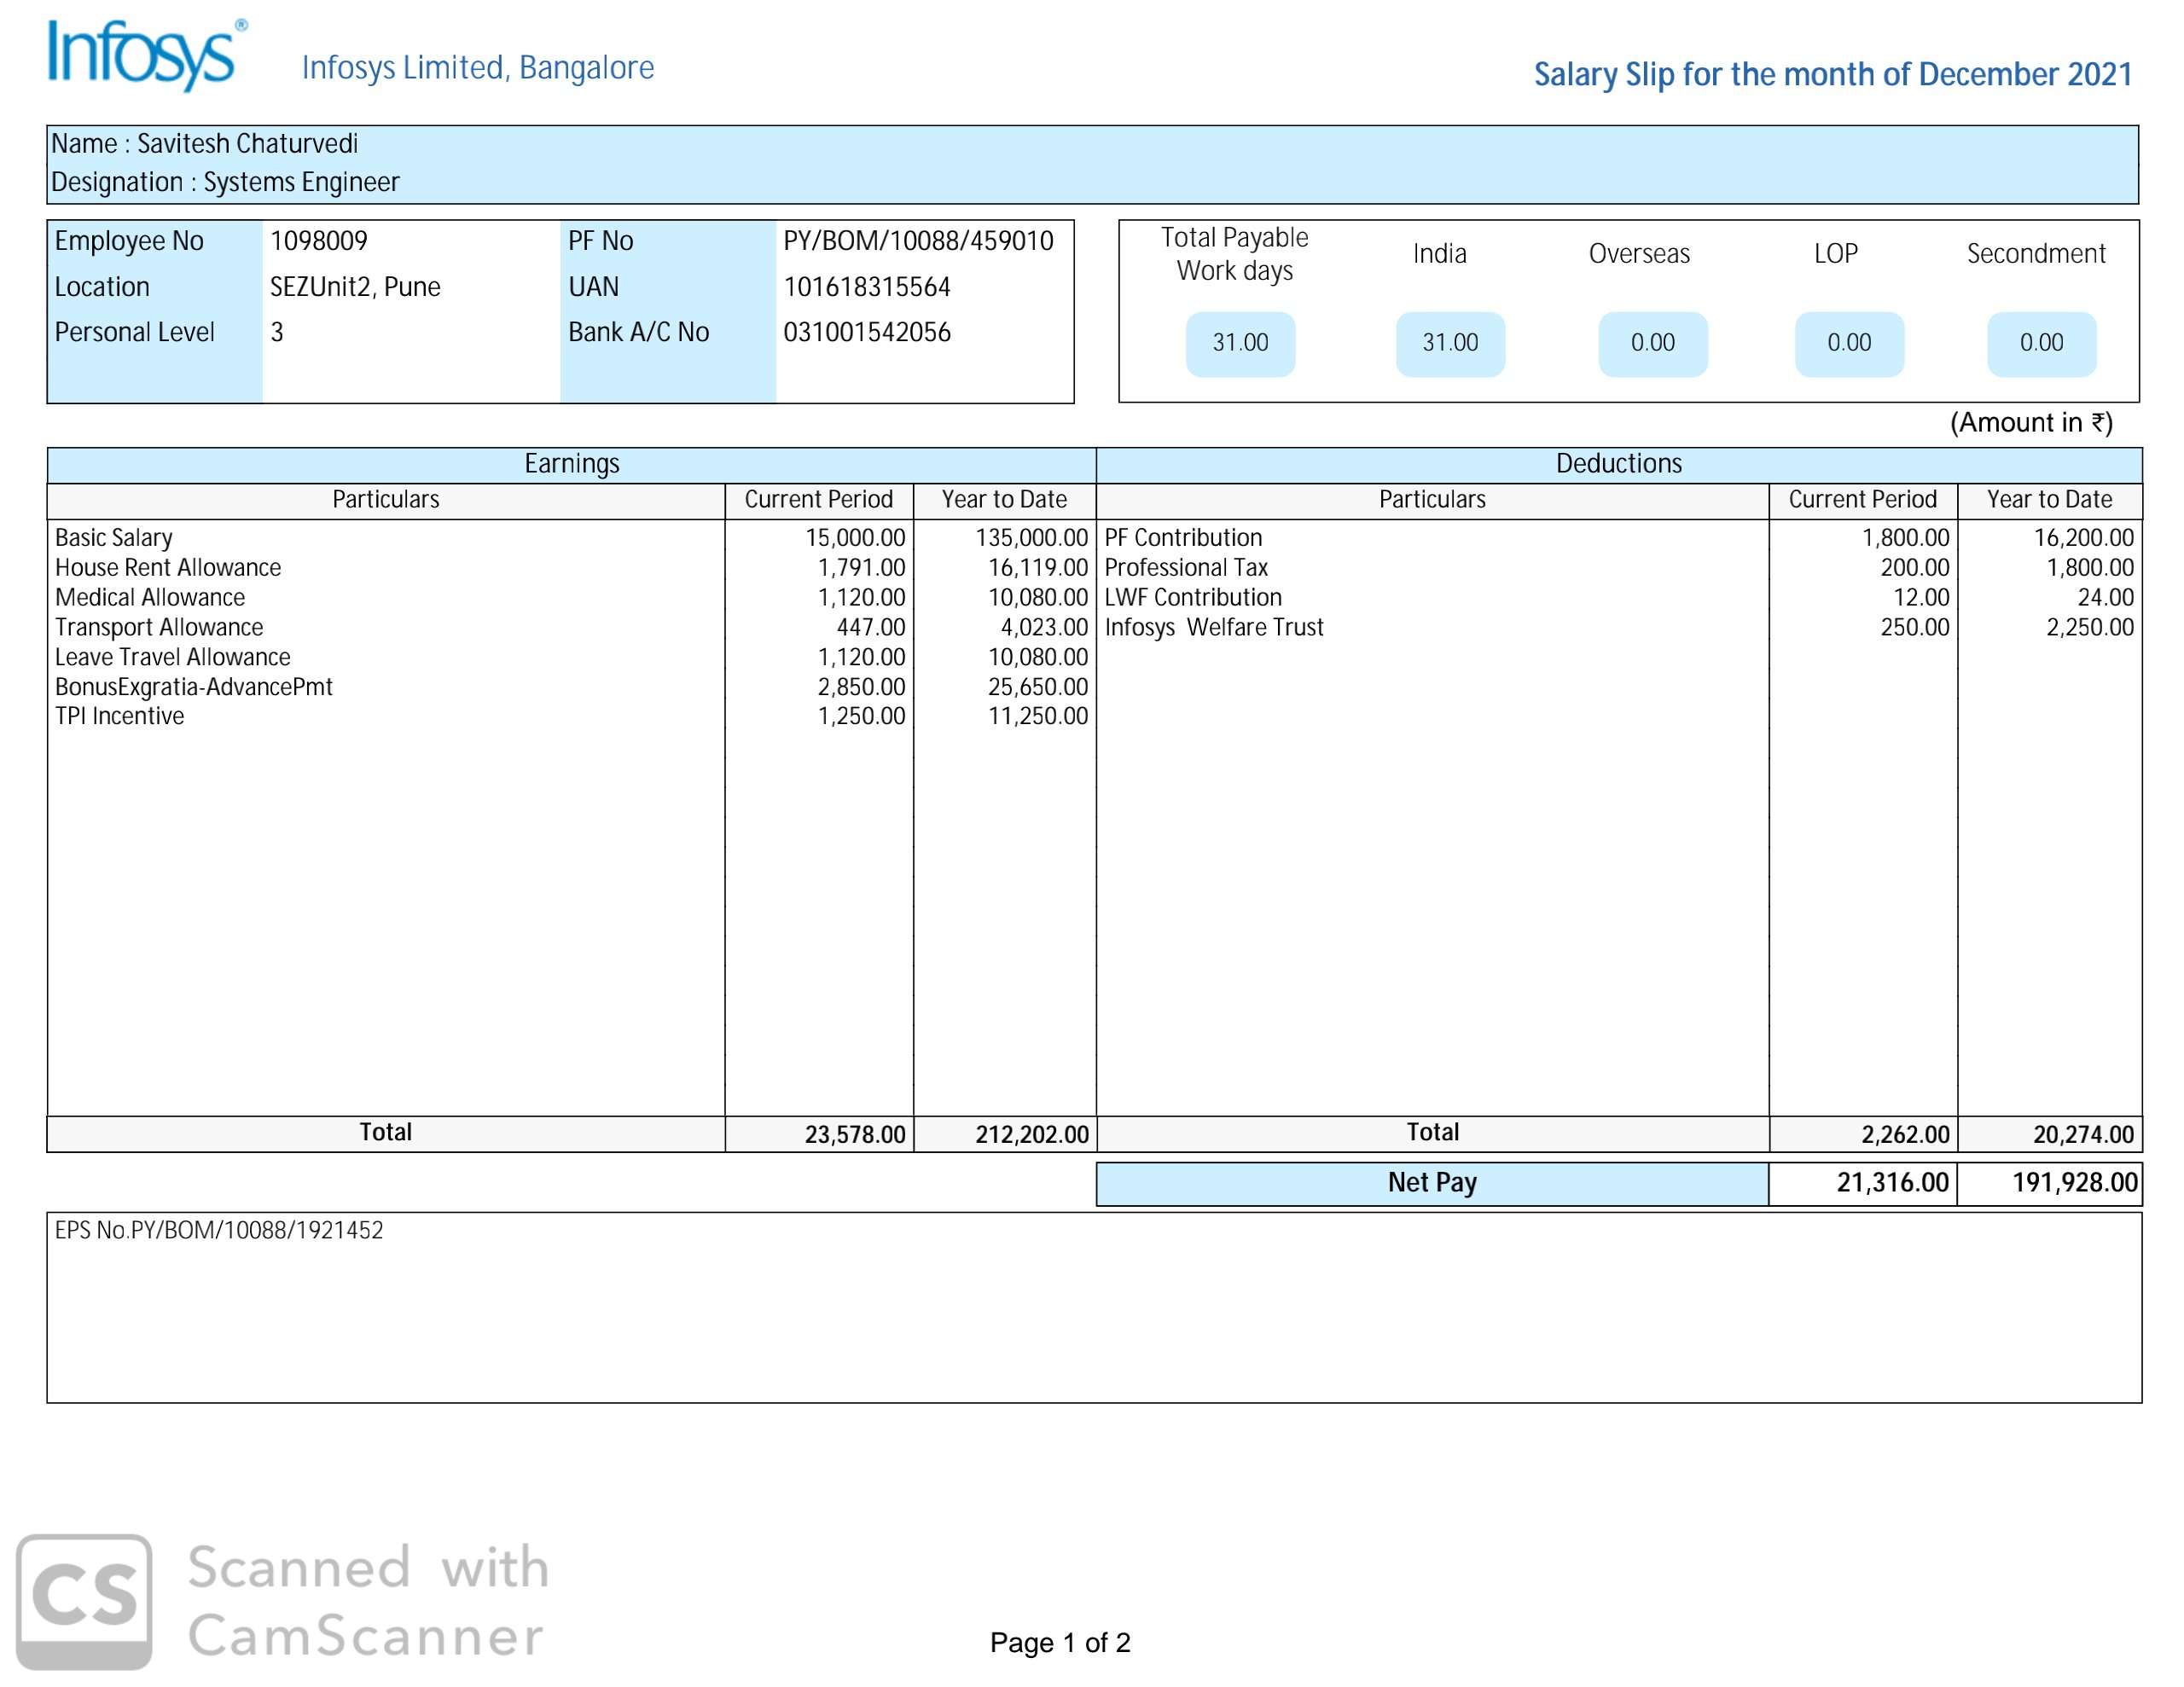 Infosys®
Infosys Limited, Bangalore
Salary Slip for the month of December 2021
Name : Savitesh Chaturvedi
Designation : Systems Engineer
Employee No 1098009 PF No PY/BOM/10088/459010
Location SEZUnit2, Pune UAN 101618315564
Personal Level 3 Bank A/C No 031001542056
Total Payable Work days India Overseas LOP Secondment
31.00 31.00 0.00 0.00 0.00
(Amount in ₹)
Earnings Deductions
Particulars Current Period Year to Date Particulars Current Period Year to Date
Basic Salary 15,000.00 135,000.00 PF Contribution 1,800.00 16,200.00
House Rent Allowance 1,791.00 16,119.00 Professional Tax 200.00 1,800.00
Medical Allowance 1,120.00 10,080.00 LWF Contribution 12.00 24.00
Transport Allowance 447.00 4,023.00 Infosys Welfare Trust 250.00 2,250.00
Leave Travel Allowance 1,120.00 10,080.00
BonusExgratia-AdvancePmt 2,850.00 25,650.00
TPI Incentive 1,250.00 11,250.00
Total 23,578.00 212,202.00 Total 2,262.00 20,274.00
Net Pay 21,316.00 191,928.00
EPS No.PY/BOM/10088/1921452
CS Scanned with
CamScanner
Page 1 of 2